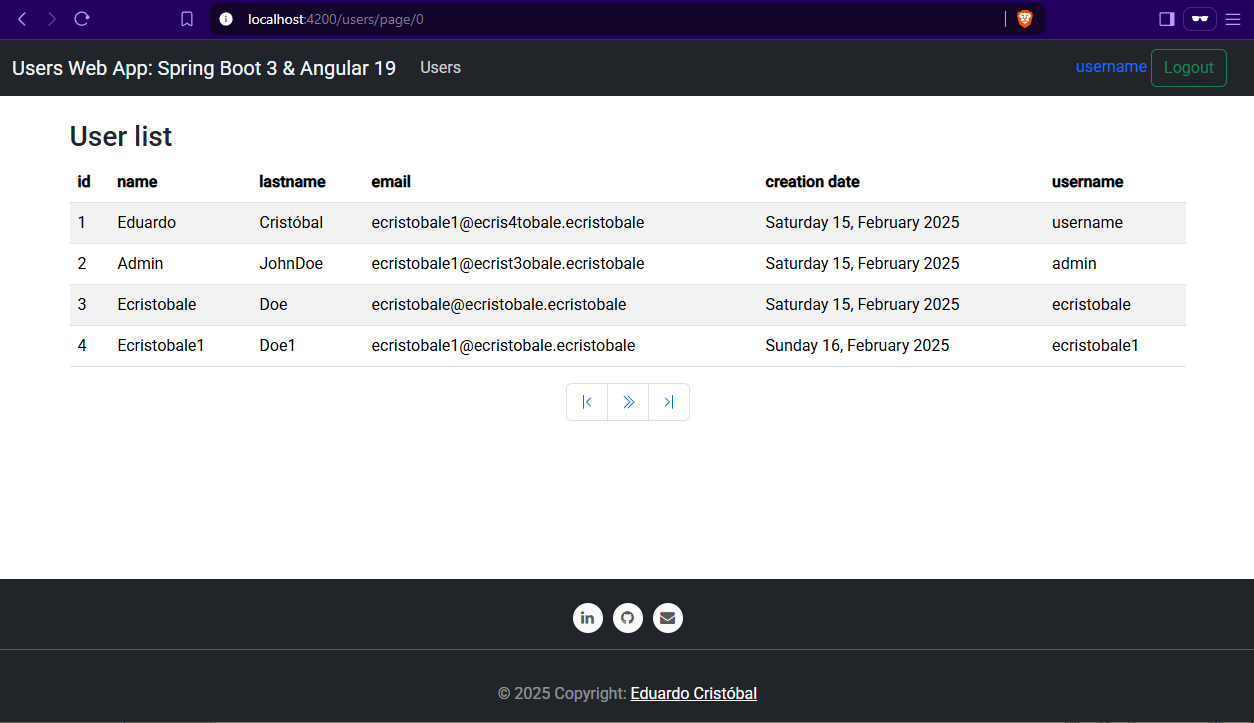 localhost:4200/users/page/0
Users Web App: Spring Boot 3 & Angular 19 Users username Logout
User list
id name lastname email creation date username
1 Eduardo Cristóbal ecristobale1@ecris4tobale.ecristobale Saturday 15, February 2025 username
2 Admin JohnDoe ecristobale1@ecrist3obale.ecristobale Saturday 15, February 2025 admin
3 Ecristobale Doe ecristobale@ecristobale.ecristobale Saturday 15, February 2025 ecristobale
4 Ecristobale1 Doe1 ecristobale1@ecristobale.ecristobale Sunday 16, February 2025 ecristobale1
in
© 2025 Copyright: Eduardo Cristóbal